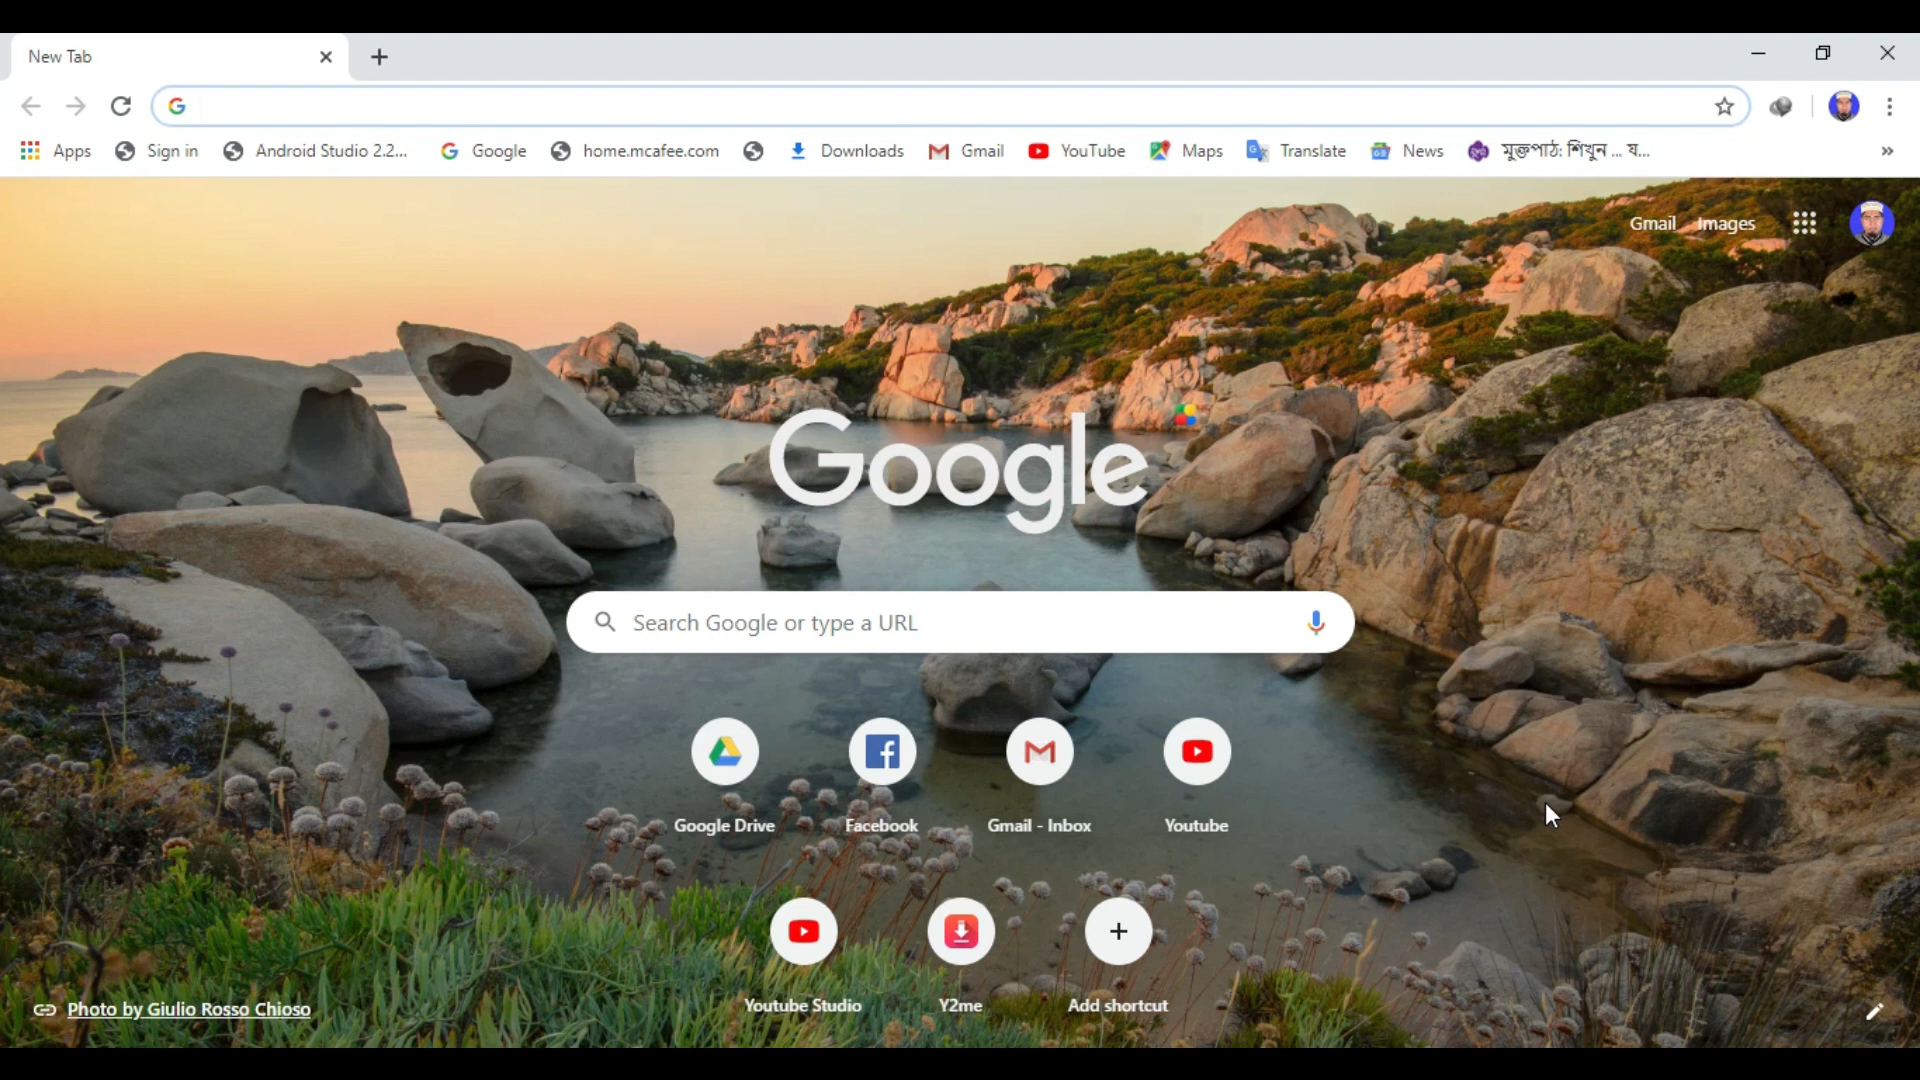 New Tab
Apps Sign in Android Studio 2.2... Google home.mcafee.com Downloads Gmail YouTube Maps Translate News মুক্তপাঠ: শিখুন ... য...
Gmail Images
Google
Search Google or type a URL
Google Drive Facebook Gmail - Inbox Youtube
Youtube Studio Y2me Add shortcut
Photo by Giulio Rosso Chioso